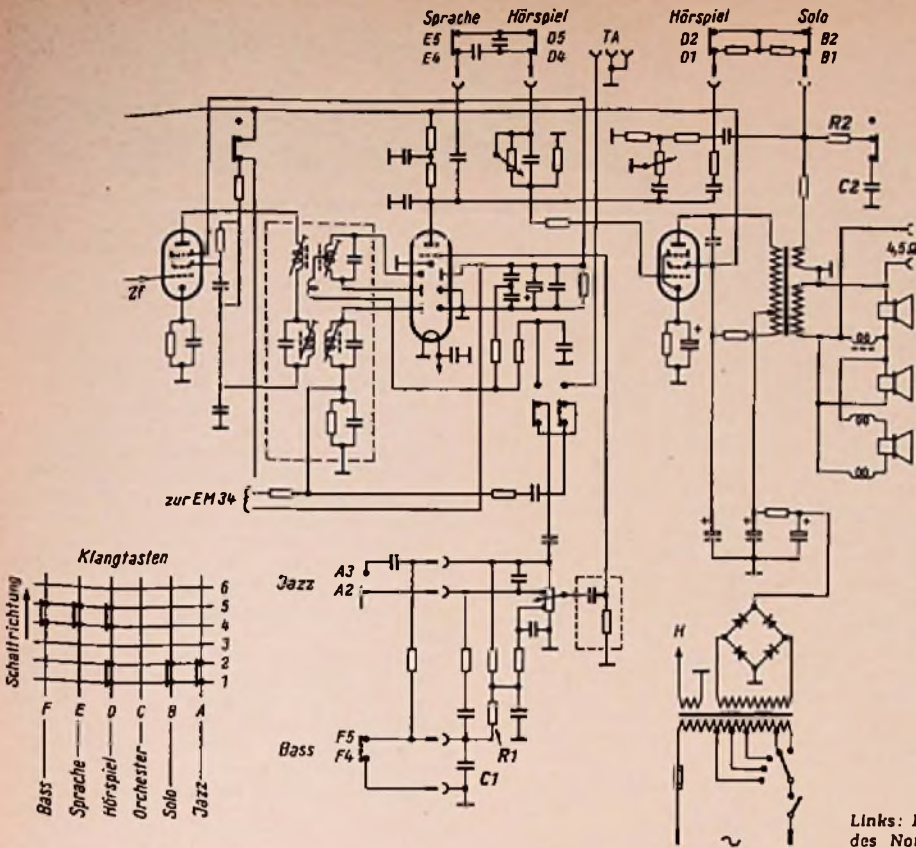 Sprache Hörspiel
E5 D5
E4 D4
TA
Hörspiel Solo
D2 B2
D1 B1
R2
C2
4,5 Ω
ZF
zur EM 34
Klangtasten
Schaltrichtung
6
5
4
3
2
1
F E D C B A
Bass
Sprache
Hörspiel
Orchester
Solo
Jazz
Jazz
A3
A2
Bass
F5
F4
R1
C1
H
Links:
des